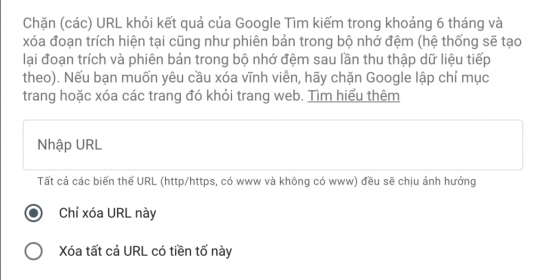 Chặn (các) URL khỏi kết quả của Google Tìm kiếm trong khoảng 6 tháng và
xóa đoạn trích hiện tại cũng như phiên bản trong bộ nhớ đệm (hệ thống sẽ tạo
lại đoạn trích và phiên bản trong bộ nhớ đệm sau lần thu thập dữ liệu tiếp
theo). Nếu bạn muốn yêu cầu xóa vĩnh viễn, hãy chặn Google lập chỉ mục
trang hoặc xóa các trang đó khỏi trang web. Tìm hiểu thêm
Nhập URL
Tất cả các biến thể URL (http/https, có www và không có www) đều sẽ chịu ảnh hưởng
Chỉ xóa URL này
Xóa tất cả URL có tiền tố này